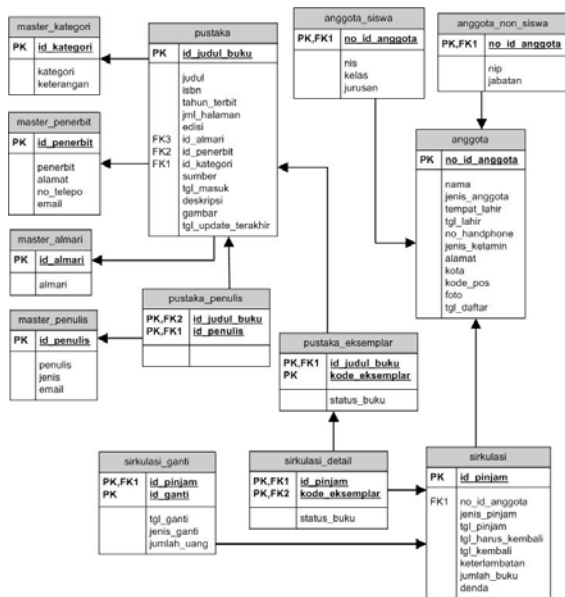 master_kategori
PK id_kategori
kategori
keterangan
master_penerbit
PK id_penerbit
penerbit
alamat
no_telepo
email
master_almari
PK id_almari
almari
master_penulis
PK id_penulis
penulis
jenis
email
pustaka
PK id_judul_buku
judul
isbn
tahun_terbit
jml_halaman
edisi
FK3 id_almari
FK2 id_penerbit
FK1 id_kategori
sumber
tgl_masuk
deskripsi
gambar
tgl_update_terakhir
pustaka_penulis
PK,FK2 id_judul_buku
PK,FK1 id_penulis
anggota_siswa
PK,FK1 no_id_anggota
nis
kelas
jurusan
anggota_non_siswa
PK,FK1 no_id_anggota
nip
jabatan
anggota
PK no_id_anggota
nama
jenis_anggota
tempat_lahir
tgl_lahir
no_handphone
jenis_kelamin
alamat
kota
kode_pos
foto
tgl_daftar
pustaka_eksemplar
PK,FK1 id_judul_buku
PK kode_eksemplar
status_buku
sirkulasi_ganti
PK,FK1 id_pinjam
PK id_ganti
tgl_ganti
jenis_ganti
jumlah_uang
sirkulasi_detail
PK,FK1 id_pinjam
PK,FK2 kode_eksemplar
status_buku
sirkulasi
PK id_pinjam
FK1 no_id_anggota
jenis_pinjam
tgl_pinjam
tgl_harus_kembali
tgl_kembali
keterlambatan
jumlah_buku
denda